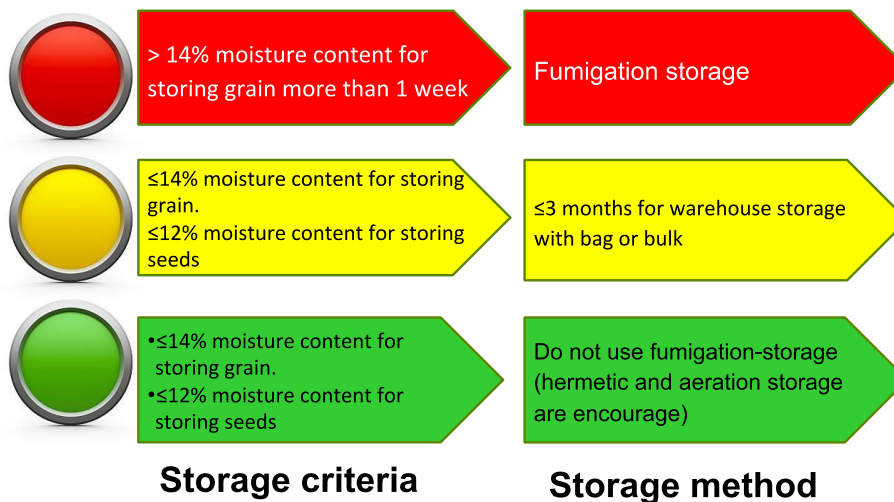 > 14% moisture content for
storing grain more than 1 week
Fumigation storage
≤14% moisture content for storing
grain.
≤12% moisture content for storing
seeds
≤3 months for warehouse storage
with bag or bulk
•≤14% moisture content for
storing grain.
•≤12% moisture content for
storing seeds
Do not use fumigation-storage
(hermetic and aeration storage
are encourage)
Storage criteria
Storage method